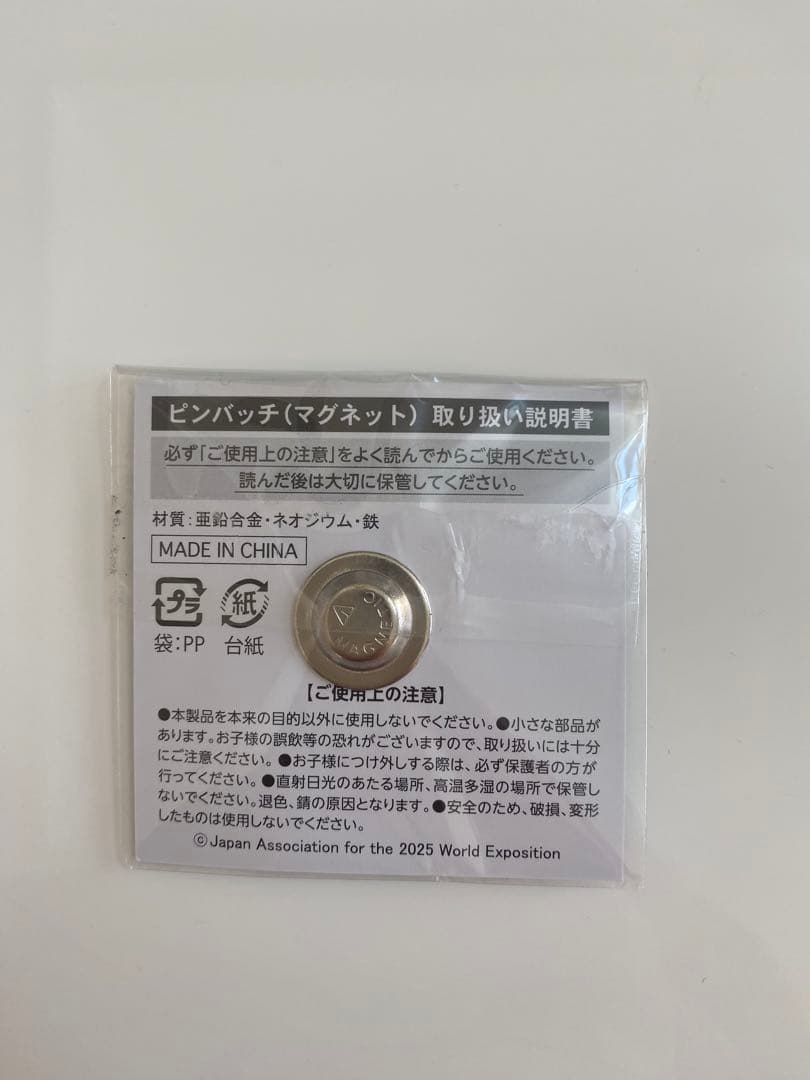 ピンバッチ(マグネット) 取り扱い説明書
必ず「ご使用上の注意」をよく読んでからご使用ください。
読んだ後は大切に保管してください。
材質:亜鉛合金・ネオジウム・鉄
MADE IN CHINA
プラ
紙
袋:PP
台紙
MAGNETIC
【ご使用上の注意】
●本製品を本来の目的以外に使用しないでください。●小さな部品が
あります。お子様の誤飲等の恐れがございますので、取り扱いには十分
にご注意ください。●お子様につけ外しする際は、必ず保護者の方が
行ってください。●直射日光のあたる場所、高温多湿の場所で保管し
ないでください。退色、錆の原因となります。●安全のため、破損、変形
したものは使用しないでください。
©Japan Association for the 2025 World Exposition